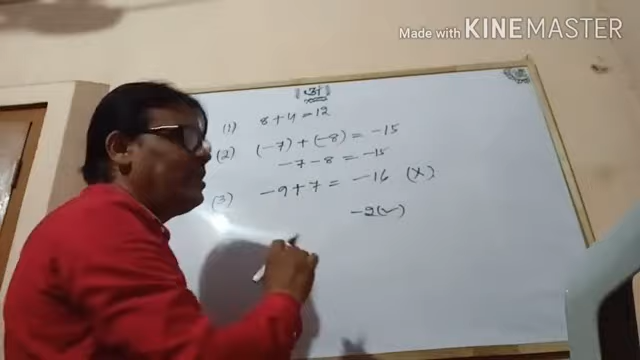 Made with KINEMASTER
(1) 8 + 4 = 12
(2) (-7) + (-8) = -15
-7 - 8 = -15
(3) -9 + 7 = -16 (x)
-2 (✓)